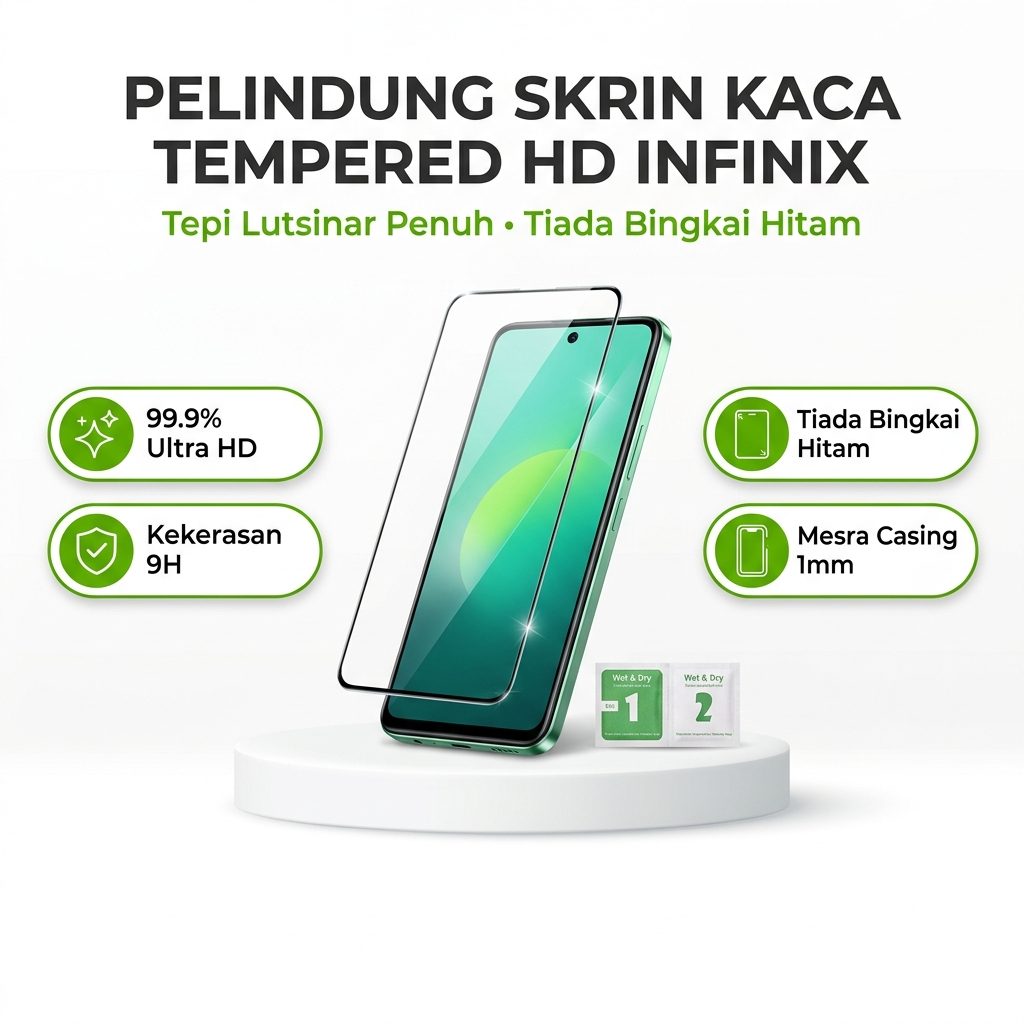 PELINDUNG SKRIN KACA
TEMPERED HD INFINIX
Tepi Lutsinar Penuh • Tiada Bingkai Hitam
99.9%
Ultra HD
Kekerasan
9H
Tiada Bingkai
Hitam
Mesra Casing
1mm
Wet & Dry
1
Wet & Dry
2